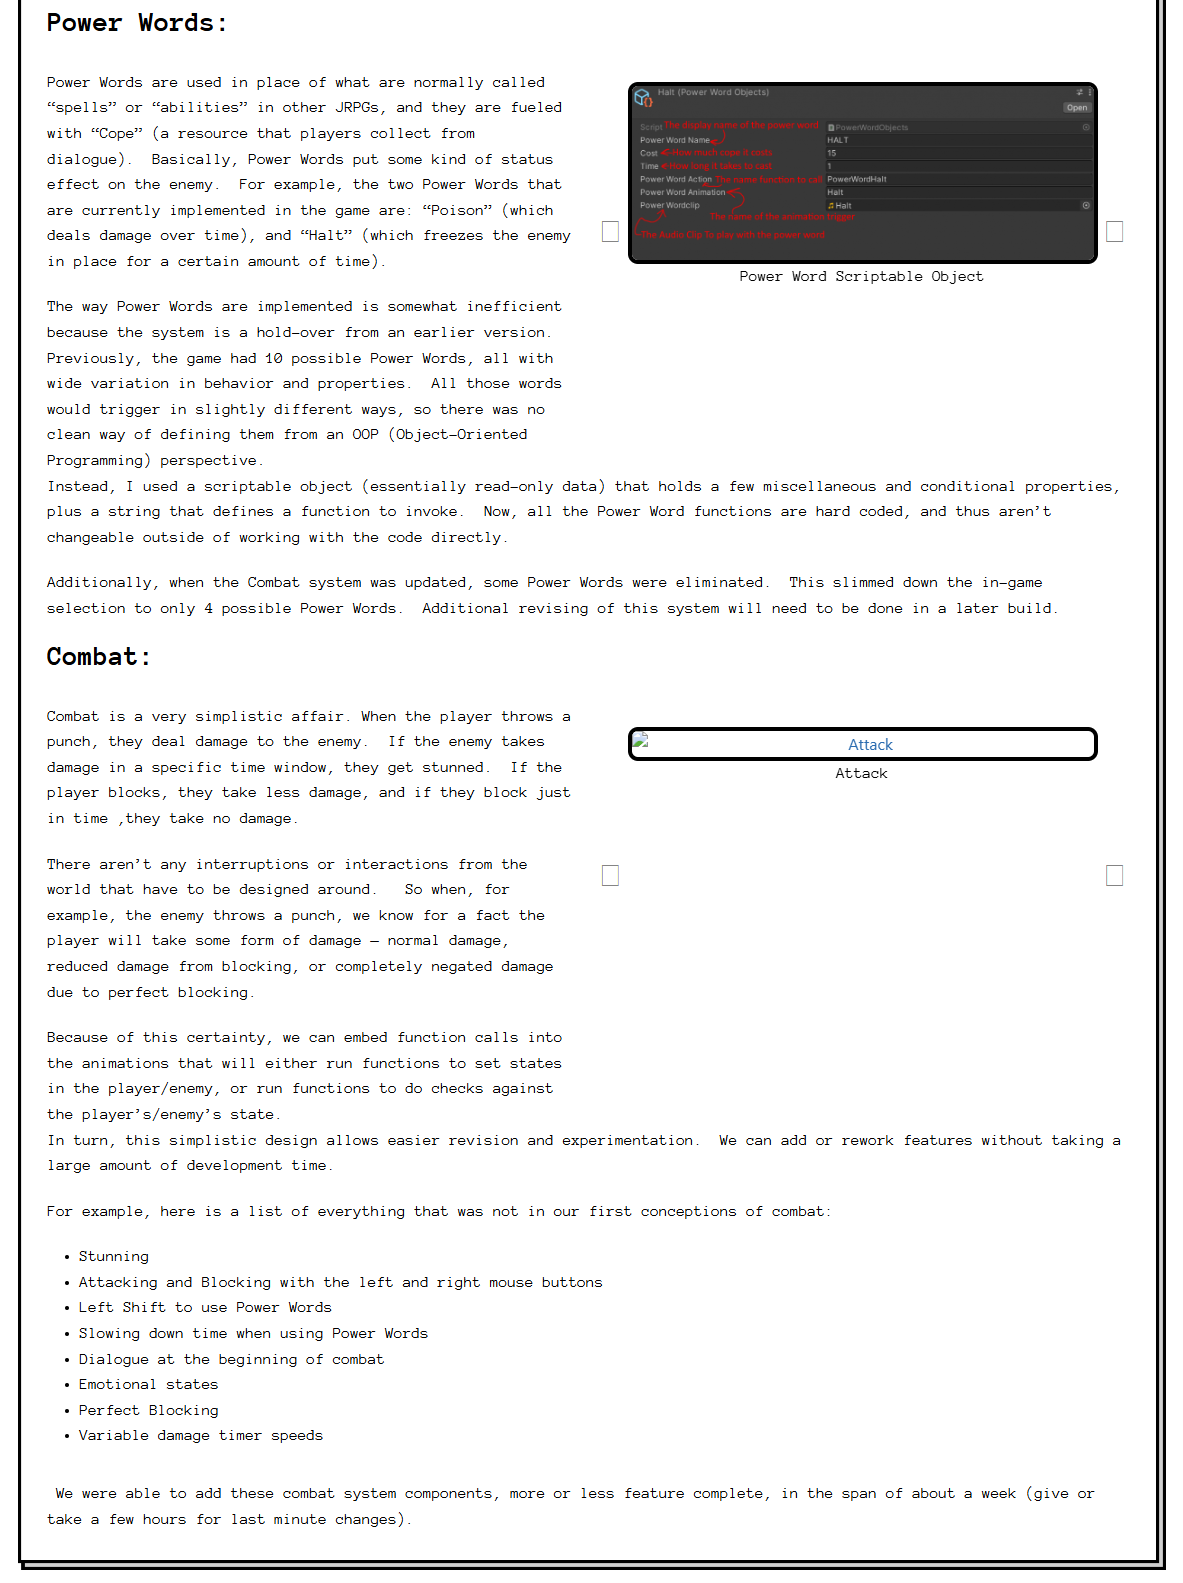 Power Words:
Power Words are used in place of what are normally called
“spells” or “abilities” in other JRPGs, and they are fueled
with “Cope” (a resource that players collect from
dialogue).  Basically, Power Words put some kind of status
effect on the enemy.  For example, the two Power Words that
are currently implemented in the game are: “Poison” (which
deals damage over time), and “Halt” (which freezes the enemy
in place for a certain amount of time).
The way Power Words are implemented is somewhat inefficient
because the system is a hold-over from an earlier version.
Previously, the game had 10 possible Power Words, all with
wide variation in behavior and properties.  All those words
would trigger in slightly different ways, so there was no
clean way of defining them from an OOP (Object-Oriented
Programming) perspective.
Halt (Power Word Objects)
Open
Script The display name of the power word PowerWordObjects
Power Word Name HALT
Cost How much cope it costs 15
Time How long it takes to cast 1
Power Word Action The name function to call PowerWordHalt
Power Word Animation Halt
Power Wordclip Halt
The name of the animation trigger
The Audio Clip To play with the power word
Power Word Scriptable Object
Instead, I used a scriptable object (essentially read-only data) that holds a few miscellaneous and conditional properties,
plus a string that defines a function to invoke.  Now, all the Power Word functions are hard coded, and thus aren’t
changeable outside of working with the code directly.
Additionally, when the Combat system was updated, some Power Words were eliminated.  This slimmed down the in-game
selection to only 4 possible Power Words.  Additional revising of this system will need to be done in a later build.
Combat:
Combat is a very simplistic affair. When the player throws a
punch, they deal damage to the enemy.  If the enemy takes
damage in a specific time window, they get stunned.  If the
player blocks, they take less damage, and if they block just
in time ,they take no damage.
There aren’t any interruptions or interactions from the
world that have to be designed around.   So when, for
example, the enemy throws a punch, we know for a fact the
player will take some form of damage – normal damage,
reduced damage from blocking, or completely negated damage
due to perfect blocking.
Because of this certainty, we can embed function calls into
the animations that will either run functions to set states
in the player/enemy, or run functions to do checks against
the player’s/enemy’s state.
Attack
Attack
In turn, this simplistic design allows easier revision and experimentation.  We can add or rework features without taking a
large amount of development time.
For example, here is a list of everything that was not in our first conceptions of combat:
• Stunning
• Attacking and Blocking with the left and right mouse buttons
• Left Shift to use Power Words
• Slowing down time when using Power Words
• Dialogue at the beginning of combat
• Emotional states
• Perfect Blocking
• Variable damage timer speeds
We were able to add these combat system components, more or less feature complete, in the span of about a week (give or
take a few hours for last minute changes).